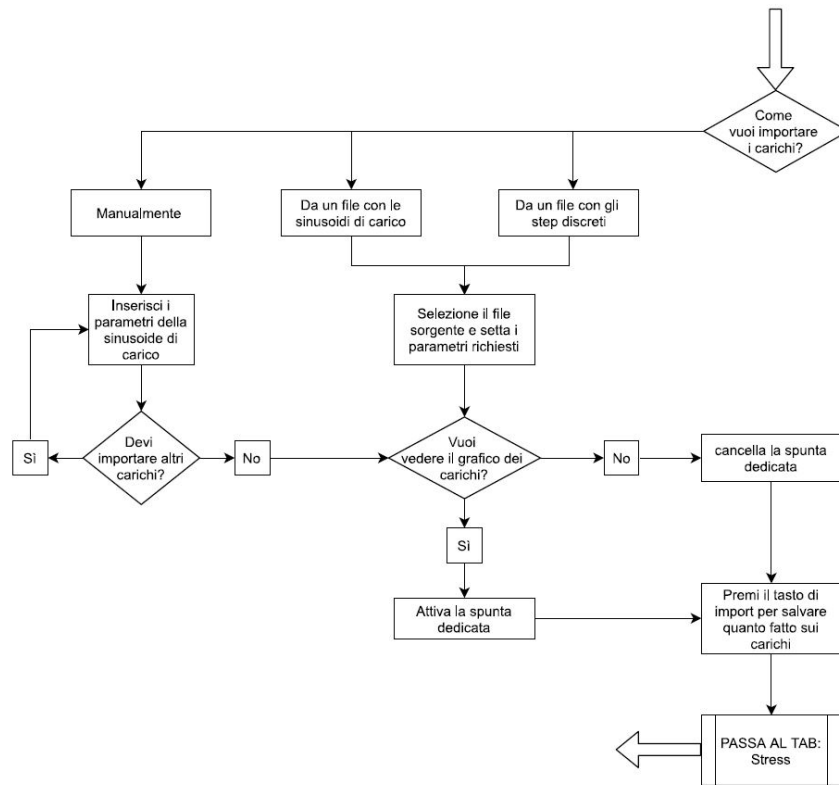 Come
vuoi importare
i carichi?
Manualmente
Da un file con le
sinusoidi di carico
Da un file con gli
step discreti
Inserisci i
parametri della
sinusoide di
carico
Selezione il file
sorgente e setta i
parametri richiesti
Sì
Devi
importare altri
carichi?
No
Vuoi
vedere il grafico dei
carichi?
No
cancella la spunta
dedicata
Sì
Attiva la spunta
dedicata
Premi il tasto di
import per salvare
quanto fatto sui
carichi
PASSA AL TAB:
Stress